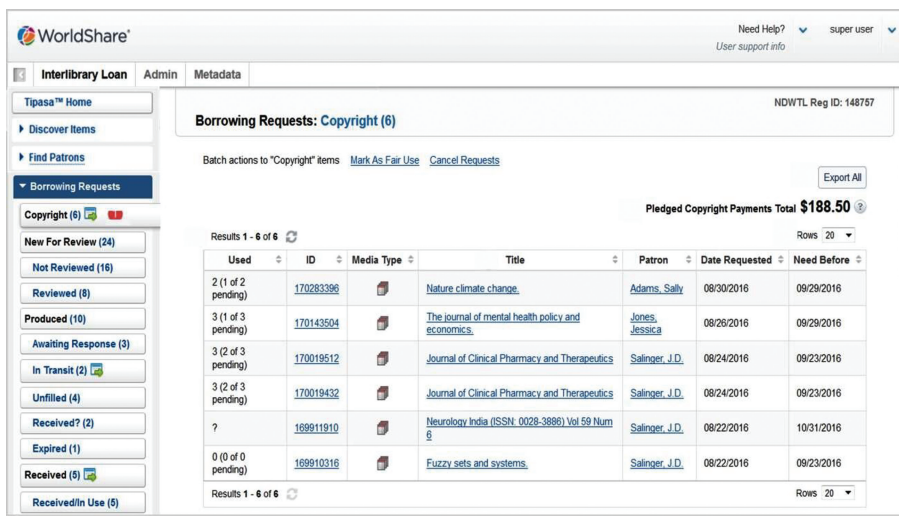 WorldShare®
Need Help?
super user
User support info
Interlibrary Loan Admin Metadata
Tipasa™ Home
Discover Items
Find Patrons
Borrowing Requests
Copyright (6)
New For Review (24)
Not Reviewed (16)
Reviewed (8)
Produced (10)
Awaiting Response (3)
In Transit (2)
Unfilled (4)
Received? (2)
Expired (1)
Received (5)
Received/In Use (5)
NDWTL Reg ID: 148757
Borrowing Requests: Copyright (6)
Batch actions to "Copyright" items Mark As Fair Use Cancel Requests
Export All
Pledged Copyright Payments Total $188.50 ?
Results 1 - 6 of 6
Rows 20
Used ID Media Type Title Patron Date Requested Need Before
2 (1 of 2 pending) 170283396 Nature climate change. Adams, Sally 08/30/2016 09/29/2016
3 (1 of 3 pending) 170143504 The journal of mental health policy and economics. Jones, Jessica 08/26/2016 09/29/2016
3 (2 of 3 pending) 170019512 Journal of Clinical Pharmacy and Therapeutics Salinger, J.D. 08/24/2016 09/23/2016
3 (2 of 3 pending) 170019432 Journal of Clinical Pharmacy and Therapeutics Salinger, J.D. 08/24/2016 09/23/2016
? 169911910 Neurology India (ISSN: 0028-3886) Vol 59 Num 6 Salinger, J.D. 08/22/2016 10/31/2016
0 (0 of 0 pending) 169910316 Fuzzy sets and systems. Salinger, J.D. 08/22/2016 09/23/2016
Results 1 - 6 of 6
Rows 20